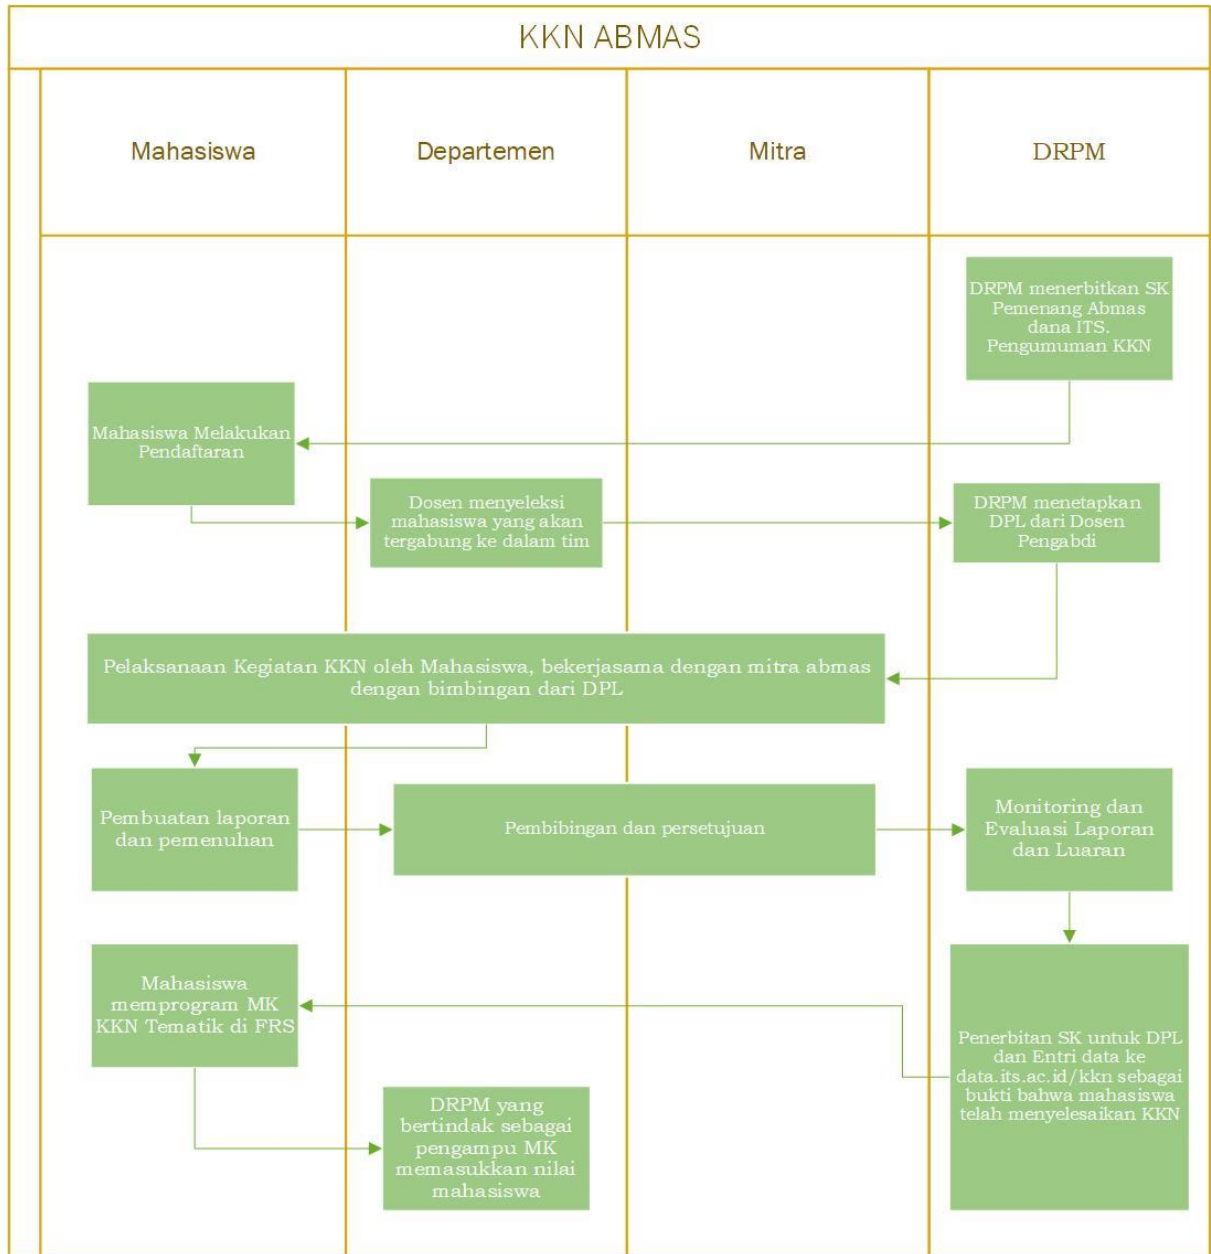 KKN ABMAS
Mahasiswa
Departemen
Mitra
DRPM
DRPM menerbitkan SK
Pemenang Abmas
dana ITS.
Pengumuman KKN
Mahasiswa Melakukan
Pendaftaran
Dosen menyeleksi
mahasiswa yang akan
tergabung ke dalam tim
DRPM menetapkan
DPL dari Dosen
Pengabdi
Pelaksanaan Kegiatan KKN oleh Mahasiswa, bekerjasama dengan mitra abmas
dengan bimbingan dari DPL
Pembuatan laporan
dan pemenuhan
Pembibingan dan persetujuan
Monitoring dan
Evaluasi Laporan
dan Luaran
Mahasiswa
memprogram MK
KKN Tematik di FRS
Penerbitan SK untuk DPL
dan Entri data ke
data.its.ac.id/kkn sebagai
bukti bahwa mahasiswa
telah menyelesaikan KKN
DRPM yang
bertindak sebagai
pengampu MK
memasukkan nilai
mahasiswa